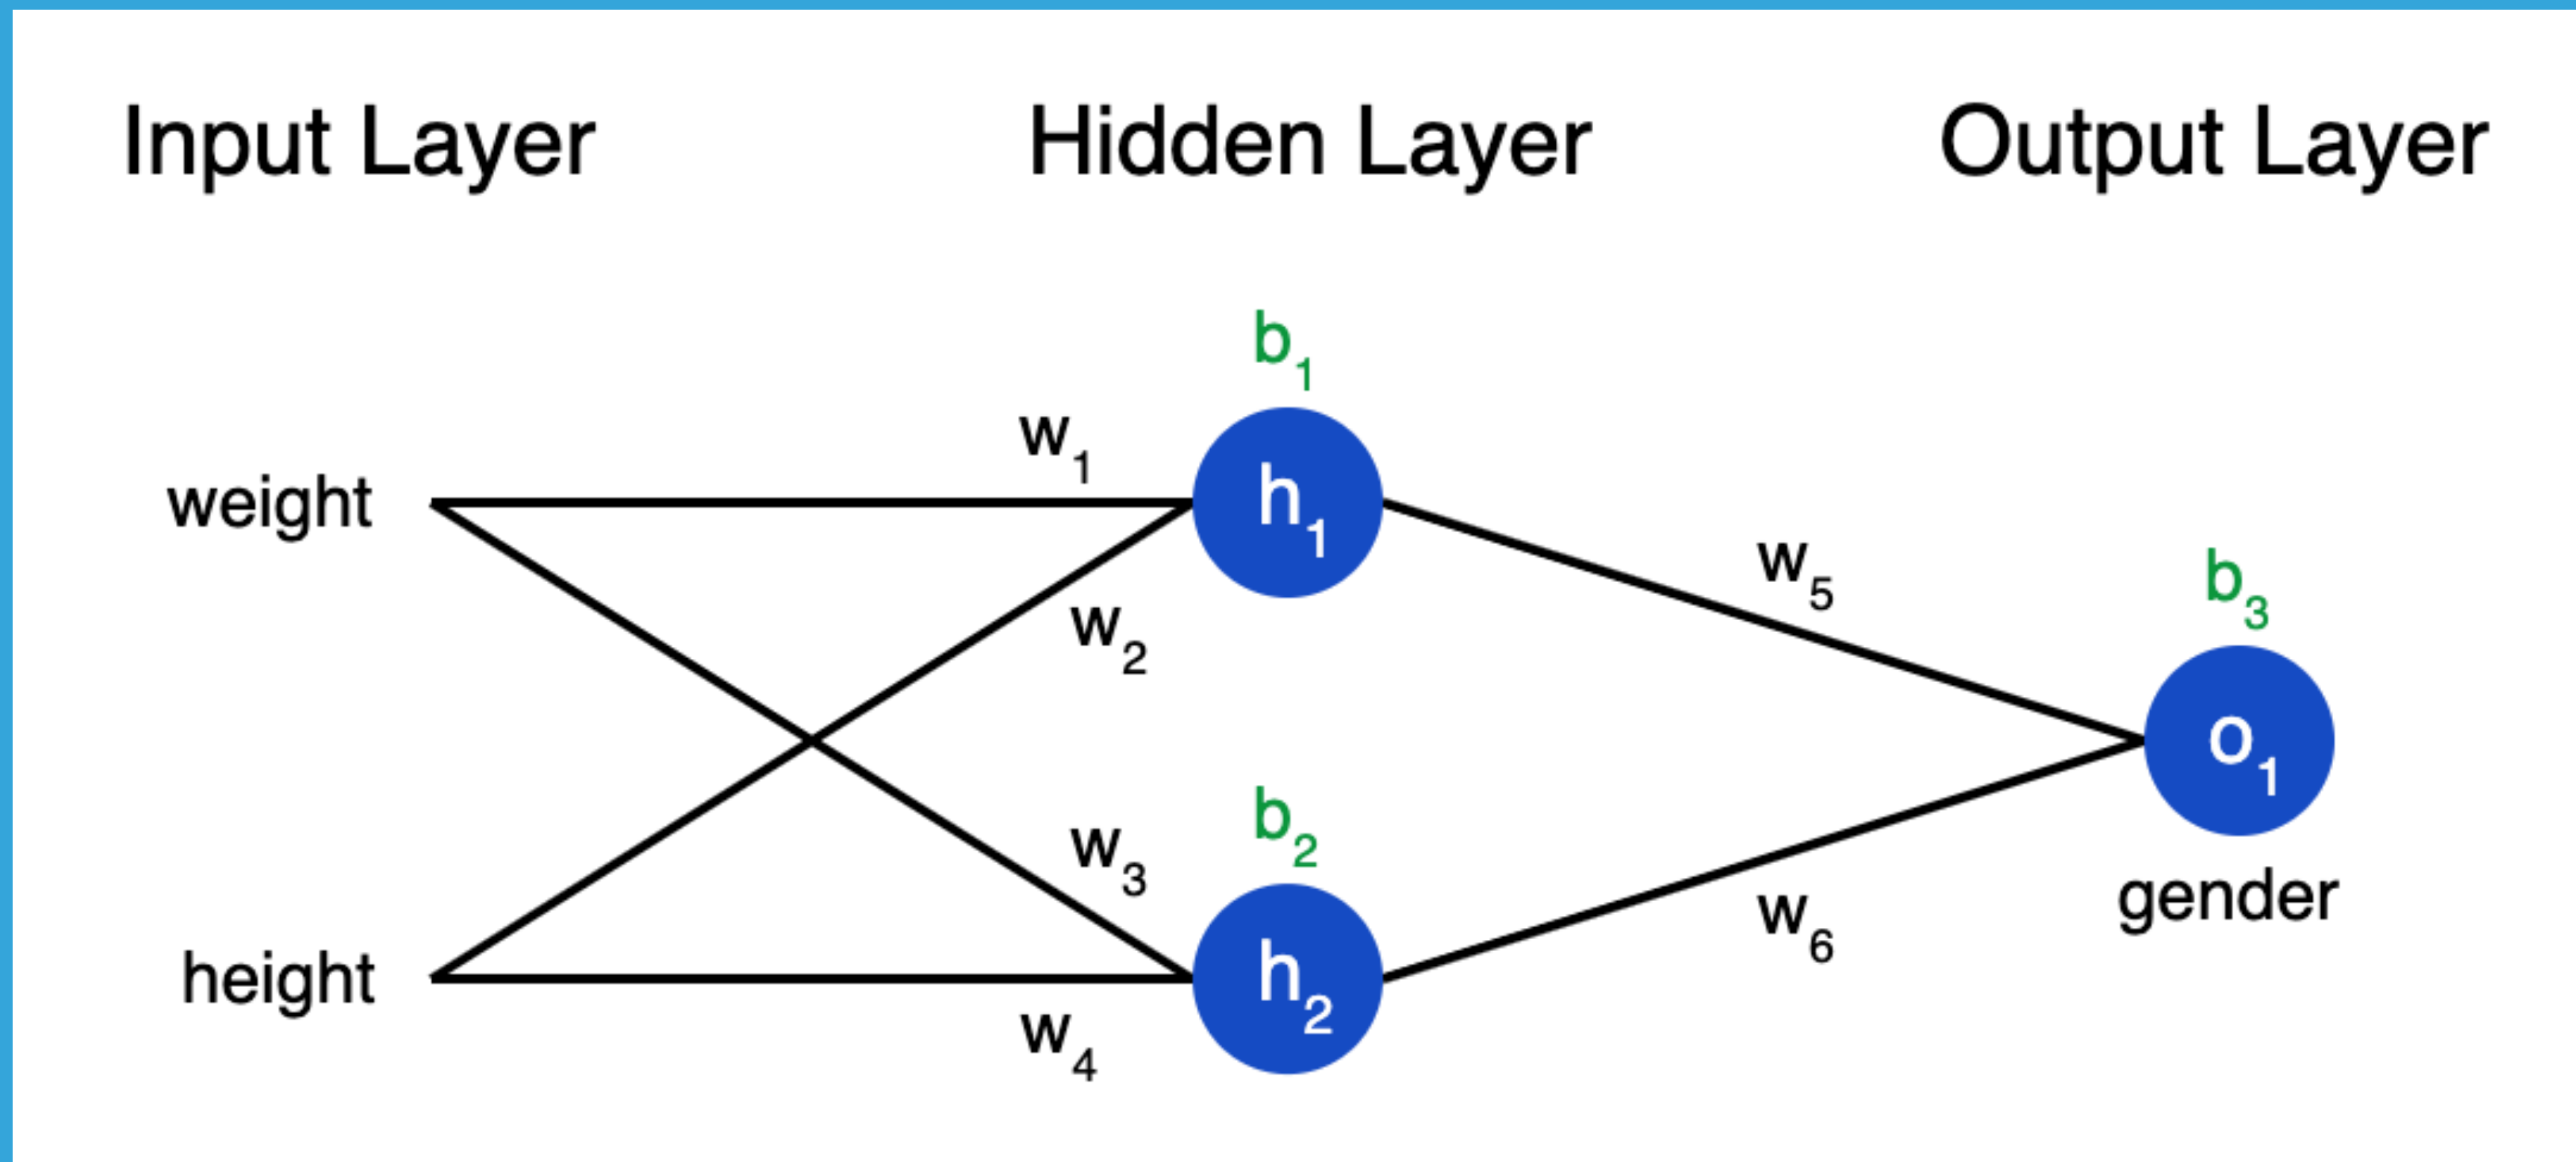 Input Layer Hidden Layer Output Layer
b1
w1
weight
h1
w5
b3
w2
o1
b2
w3
gender
w6
height
h2
w4